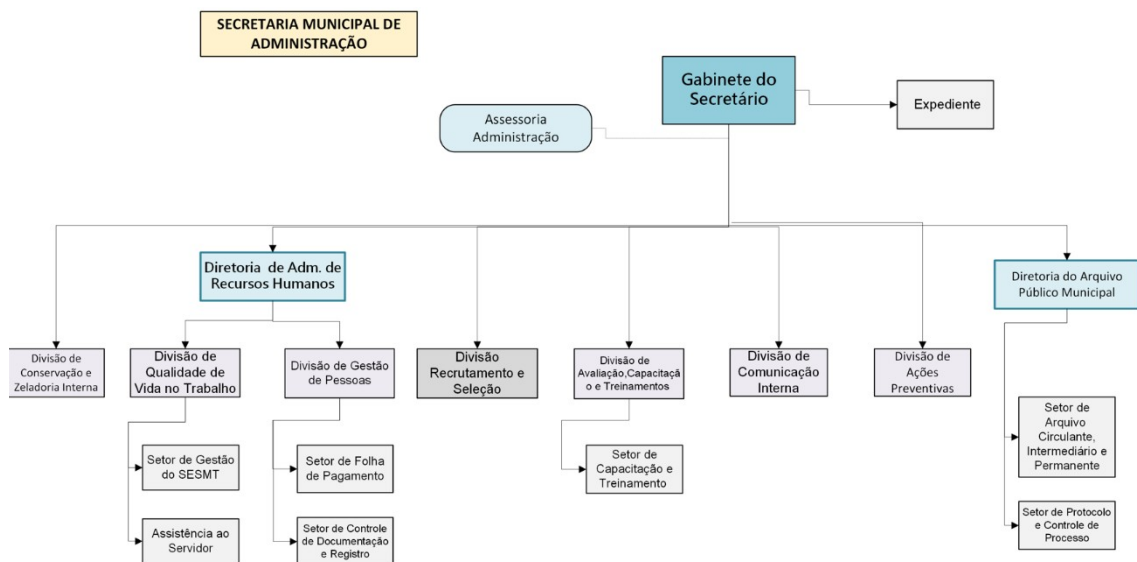 SECRETARIA MUNICIPAL DE
ADMINISTRAÇÃO
Gabinete do
Secretário
Expediente
Assessoria
Administração
Diretoria de Adm. de
Recursos Humanos
Diretoria do Arquivo
Público Municipal
Divisão de
Conservação e
Zeladoria Interna
Divisão de
Qualidade de
Vida no Trabalho
Divisão de Gestão
de Pessoas
Divisão
Recrutamento e
Seleção
Divisão de
Avaliação,Capacitaçã
o e Treinamentos
Divisão de
Comunicação
Interna
Divisão de
Ações
Preventivas
Setor de
Arquivo
Circulante,
Intermediário e
Permanente
Setor de Gestão
do SESMT
Setor de Folha
de Pagamento
Setor de
Capacitação e
Treinamento
Assistência ao
Servidor
Setor de Controle
de Documentação
e Registro
Setor de Protocolo
e Controle de
Processo